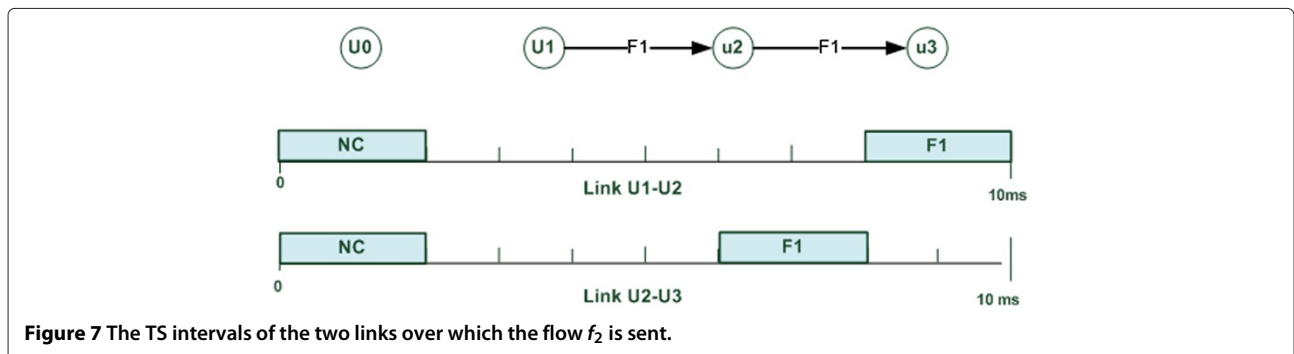 U0 U1 F1 u2 F1 u3
NC F1
0 Link U1-U2 10ms
NC F1
0 Link U2-U3 10 ms
Figure 7 The TS intervals of the two links over which the flow f2 is sent.